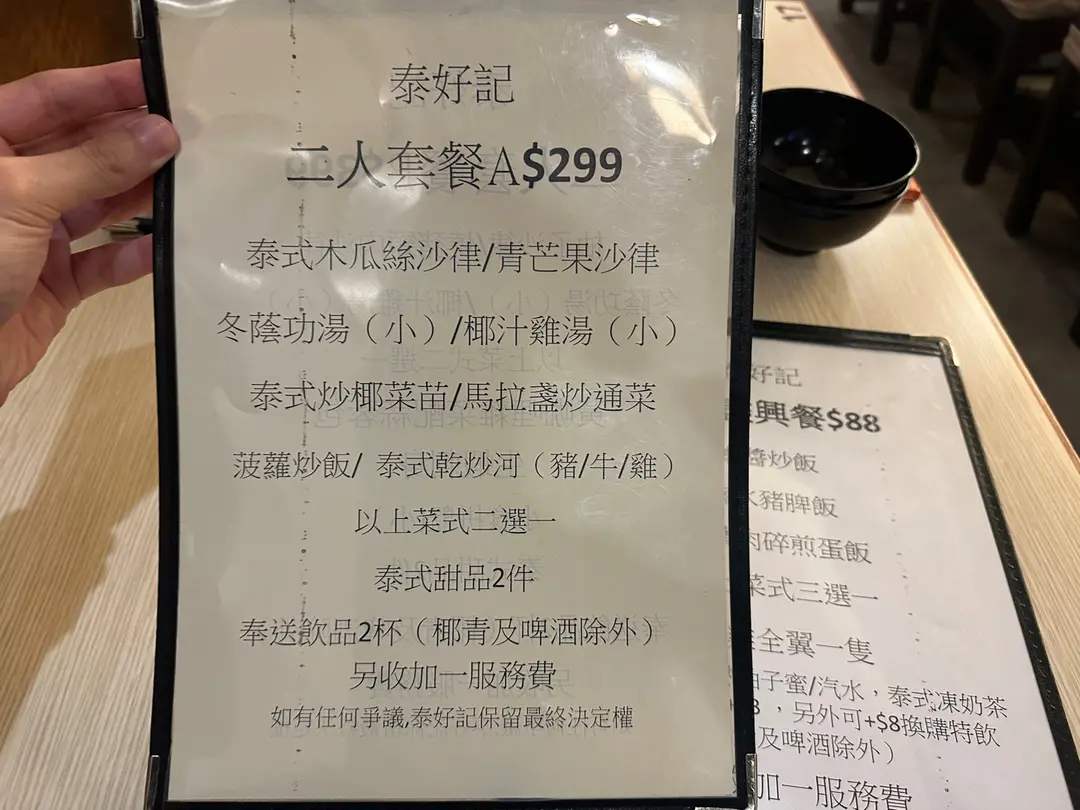 泰好記
二人套餐A$299
泰式木瓜絲沙律/青芒果沙律
冬蔭功湯（小）/椰汁雞湯（小）
泰式炒椰菜苗/馬拉盞炒通菜
菠蘿炒飯/ 泰式乾炒河（豬/牛/雞）
以上菜式二選一
泰式甜品2件
奉送飲品2杯（椰青及啤酒除外）
另收加一服務費
如有任何爭議,泰好記保留最終決定權
17
好記
興餐$88
醬炒飯
豬脾飯
肉碎煎蛋飯
菜式三選一
全翼一隻
子蜜/汽水，泰式凍奶茶
，另外可+$8換購特飲
及啤酒除外）
加一服務費